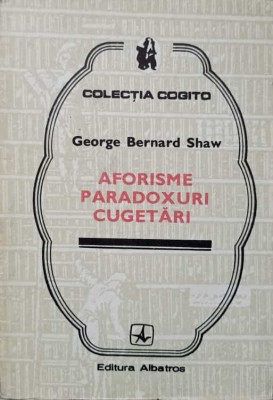 COLECȚIA COGITO
George Bernard Shaw
AFORISME
PARADOXURI
CUGETĂRI
Editura Albatros